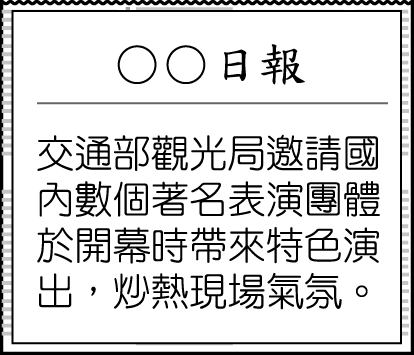 ○○日報
交通部觀光局邀請國
內數個著名表演團體
於開幕時帶來特色演
出，炒熱現場氣氛。